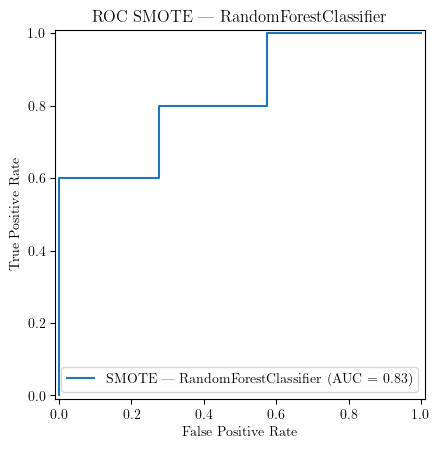 ROC SMOTE — RandomForestClassifier
1.0
0.8
0.6
0.4
0.2
0.0
True Positive Rate
SMOTE — RandomForestClassifier (AUC = 0.83)
0.0 0.2 0.4 0.6 0.8 1.0
False Positive Rate